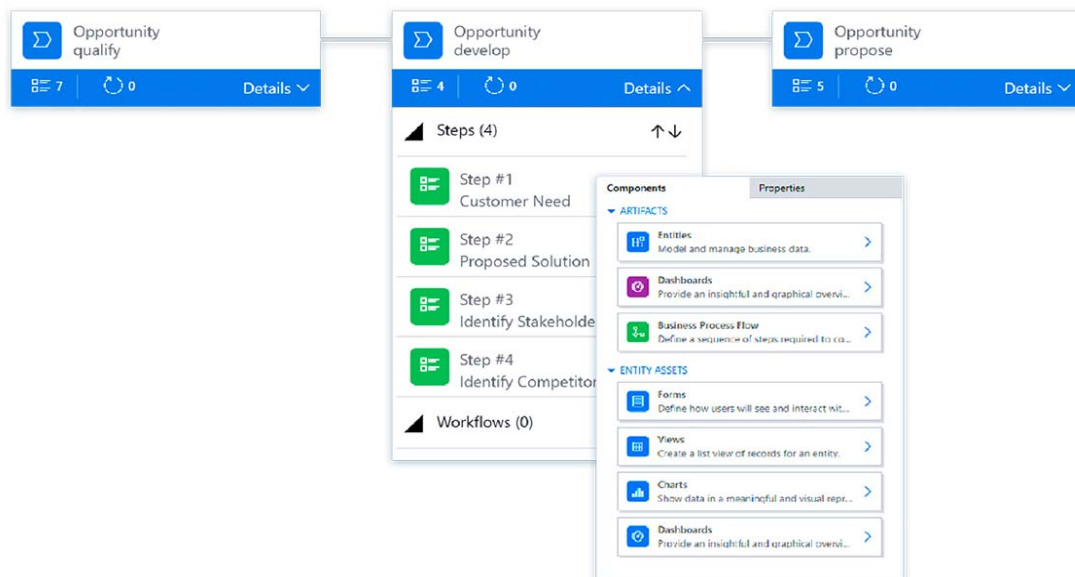 Opportunity
qualify
7
0
Details
Opportunity
develop
4
0
Details
Steps (4)
Step #1
Customer Need
Step #2
Proposed Solution
Step #3
Identify Stakeholde
Step #4
Identify Competitor
Workflows (0)
Opportunity
propose
5
0
Details
Components
Properties
ARTIFACTS
Entities
Model and manage business data.
Dashboards
Provide an insightful and graphical overvi...
Business Process Flow
Define a sequence of steps required to co...
ENTITY ASSETS
Forms
Define how users will see and interact wit...
Views
Create a list view of records for an entity.
Charts
Show data in a meaningful and visual repr...
Dashboards
Provide an insightful and graphical overvi...